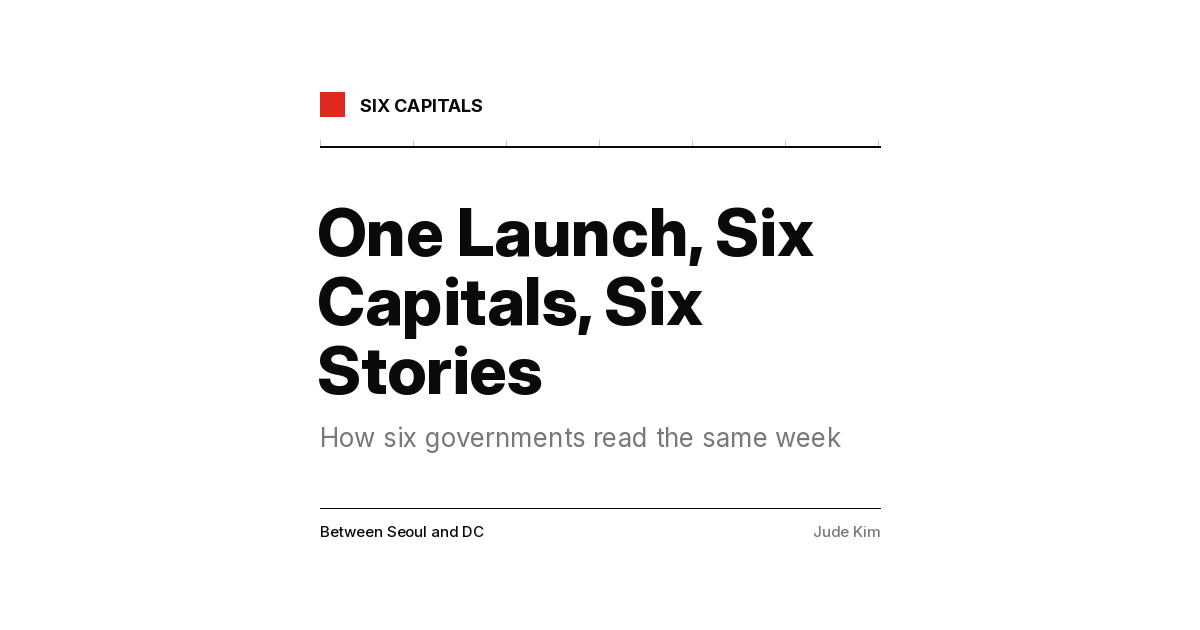 SIX CAPITALS
One Launch, Six
Capitals, Six
Stories
How six governments read the same week
Between Seoul and DC
Jude Kim